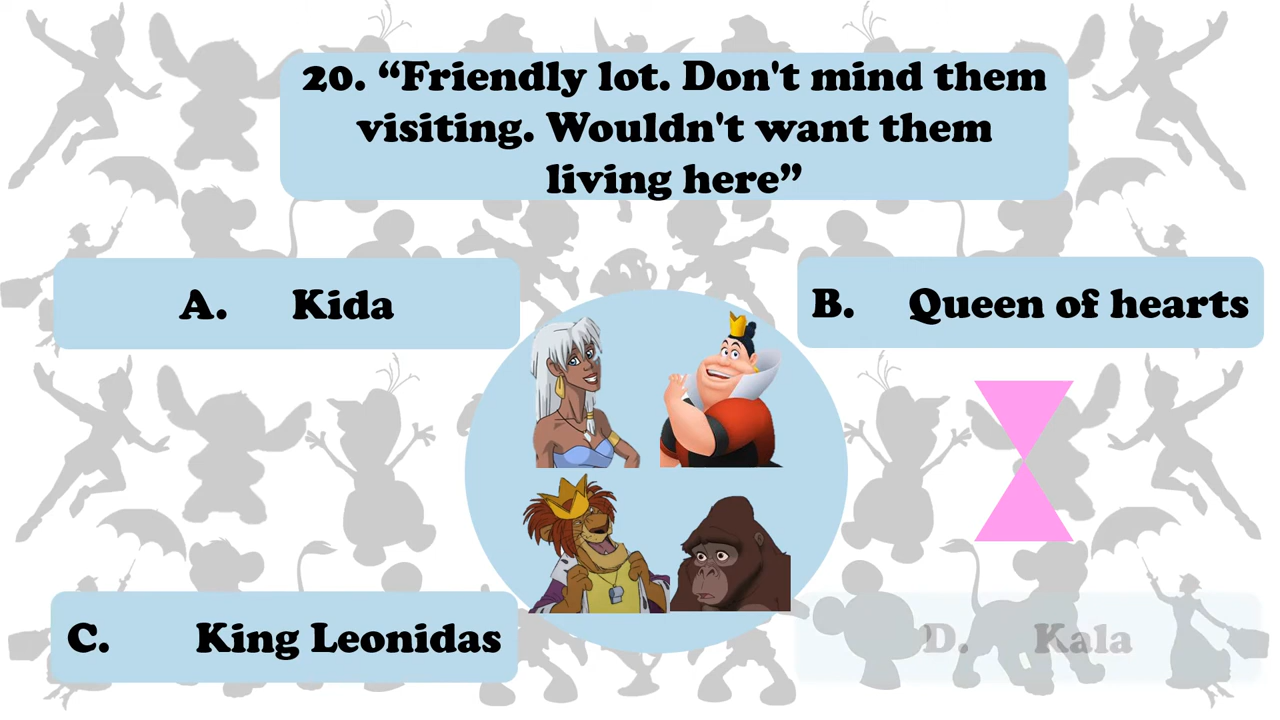 20. “Friendly lot. Don't mind them
visiting. Wouldn't want them
living here”
A. Kida
B. Queen of hearts
C. King Leonidas
D. Kala